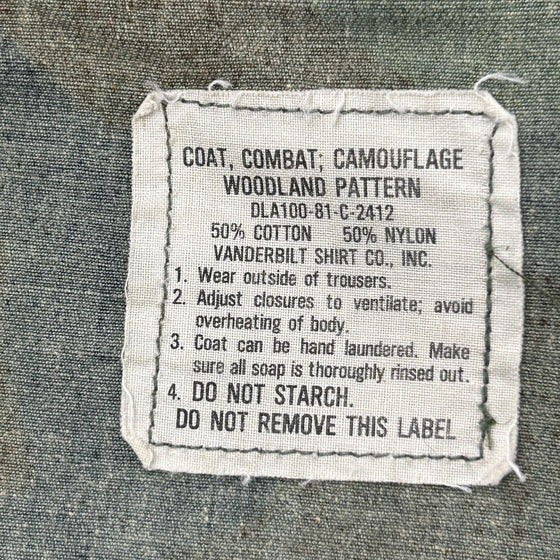 COAT, COMBAT; CAMOUFLAGE
WOODLAND PATTERN
DLA100-81-C-2412
50% COTTON 50% NYLON
VANDERBILT SHIRT CO., INC.
1. Wear outside of trousers.
2. Adjust closures to ventilate; avoid
overheating of body.
3. Coat can be hand laundered. Make
sure all soap is thoroughly rinsed out.
4. DO NOT STARCH.
DO NOT REMOVE THIS LABEL